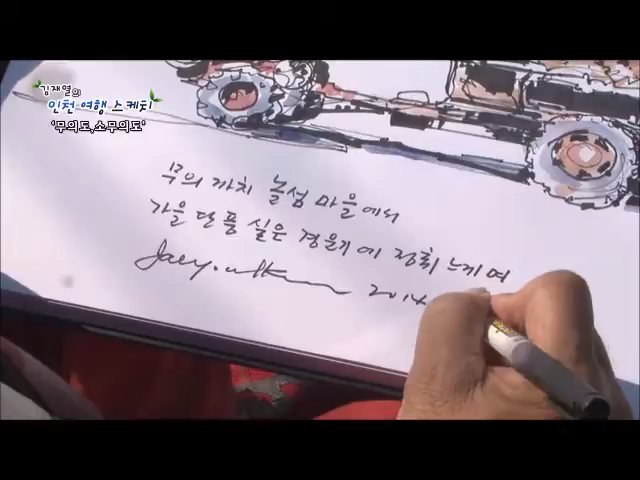 김재열의
인천 여행 스케치
'무의도,소무의도'
무의 까치 놀섬 마을에서
가을 단풍 실은 경운기에 정취 느끼며
2014